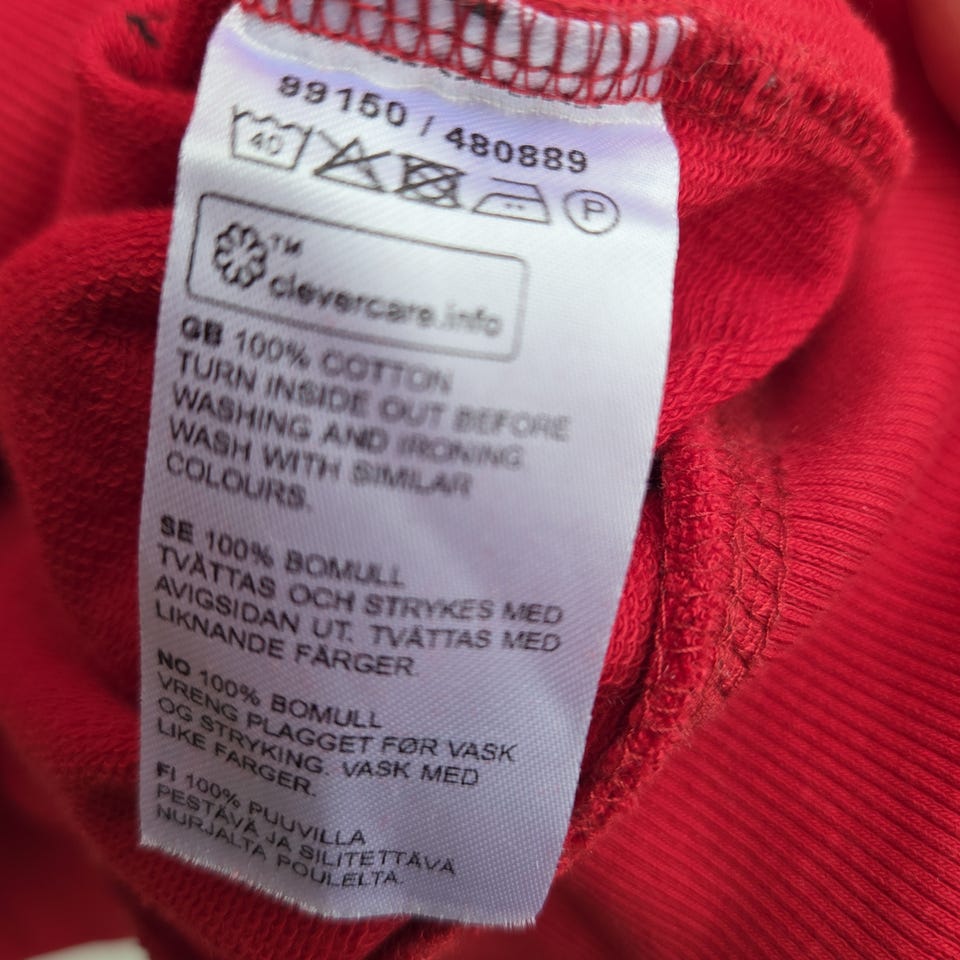 99150 / 480889
40 P
™
clevercare.info
GB 100% COTTON
TURN INSIDE OUT BEFORE
WASHING AND IRONING
WASH WITH SIMILAR
COLOURS.
SE 100% BOMULL
TVÄTTAS OCH STRYKES MED
AVIGSIDAN UT. TVÄTTAS MED
LIKNANDE FÄRGER.
NO 100% BOMULL
VRENG PLAGGET FØR VASK
OG STRYKING. VASK MED
LIKE FARGER.
FI 100% PUUVILLA
PESTÄVÄ JA SILITETTÄVÄ
NURJALTA POULELTA.